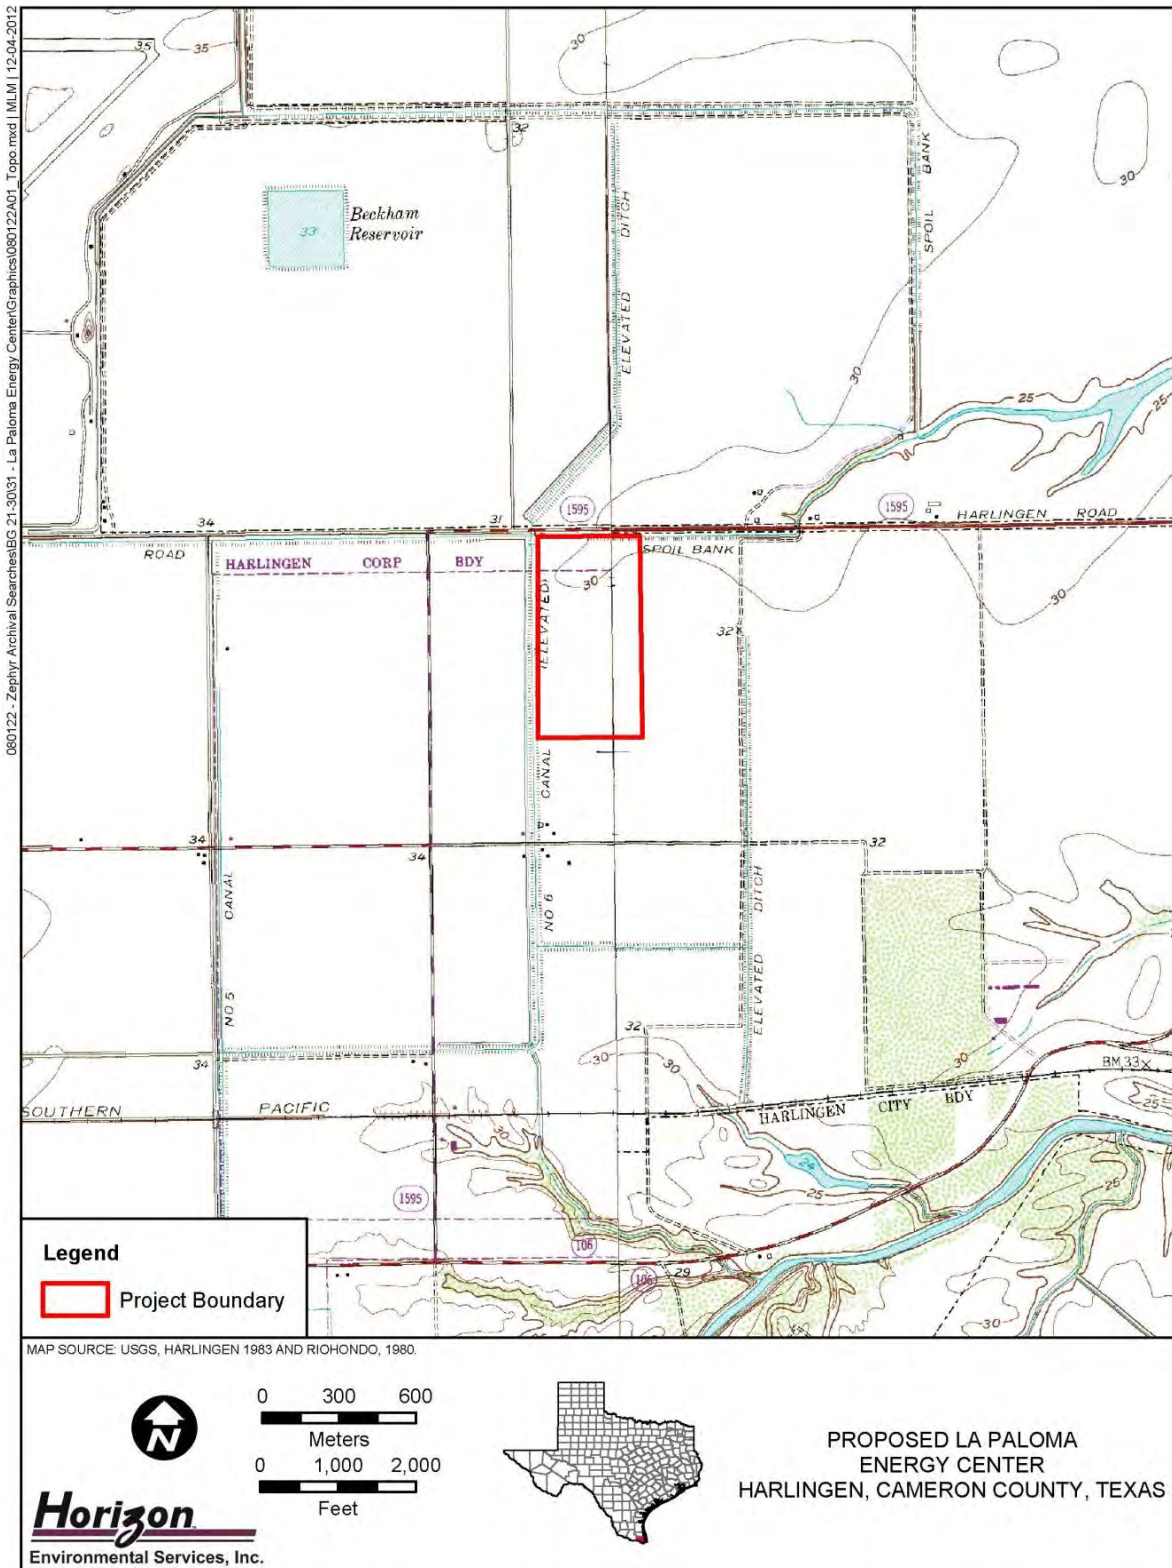 080122 - Zephyr Archival Searches\BG 21-30\31 - La Paloma Energy Center\Graphics\080122A01_Topo.mxd | MLM | 12-04-2012
35
35
30
32
BANK
SPOIL
30
Beckham
Reservoir
33
DITCH
ELEVATED
30
25
34
31
1595
1595
HARLINGEN ROAD
ROAD
SPOIL BANK
HARLINGEN CORP BDY
30
30
(ELEVATED)
32
CANAL
34
34
32
CANAL
NO 6
DITCH
ELEVATED
NO 5
32
34
30
30
30
BM 33
SOUTHERN PACIFIC
HARLINGEN CITY BDY
25
30
24
25
25
1595
106
106
29
30
Legend
Project Boundary
MAP SOURCE: USGS, HARLINGEN 1983 AND RIOHONDO, 1980.
N
0 300 600
Meters
0 1,000 2,000
Feet
PROPOSED LA PALOMA
ENERGY CENTER
HARLINGEN, CAMERON COUNTY, TEXAS
Horizon
Environmental Services, Inc.